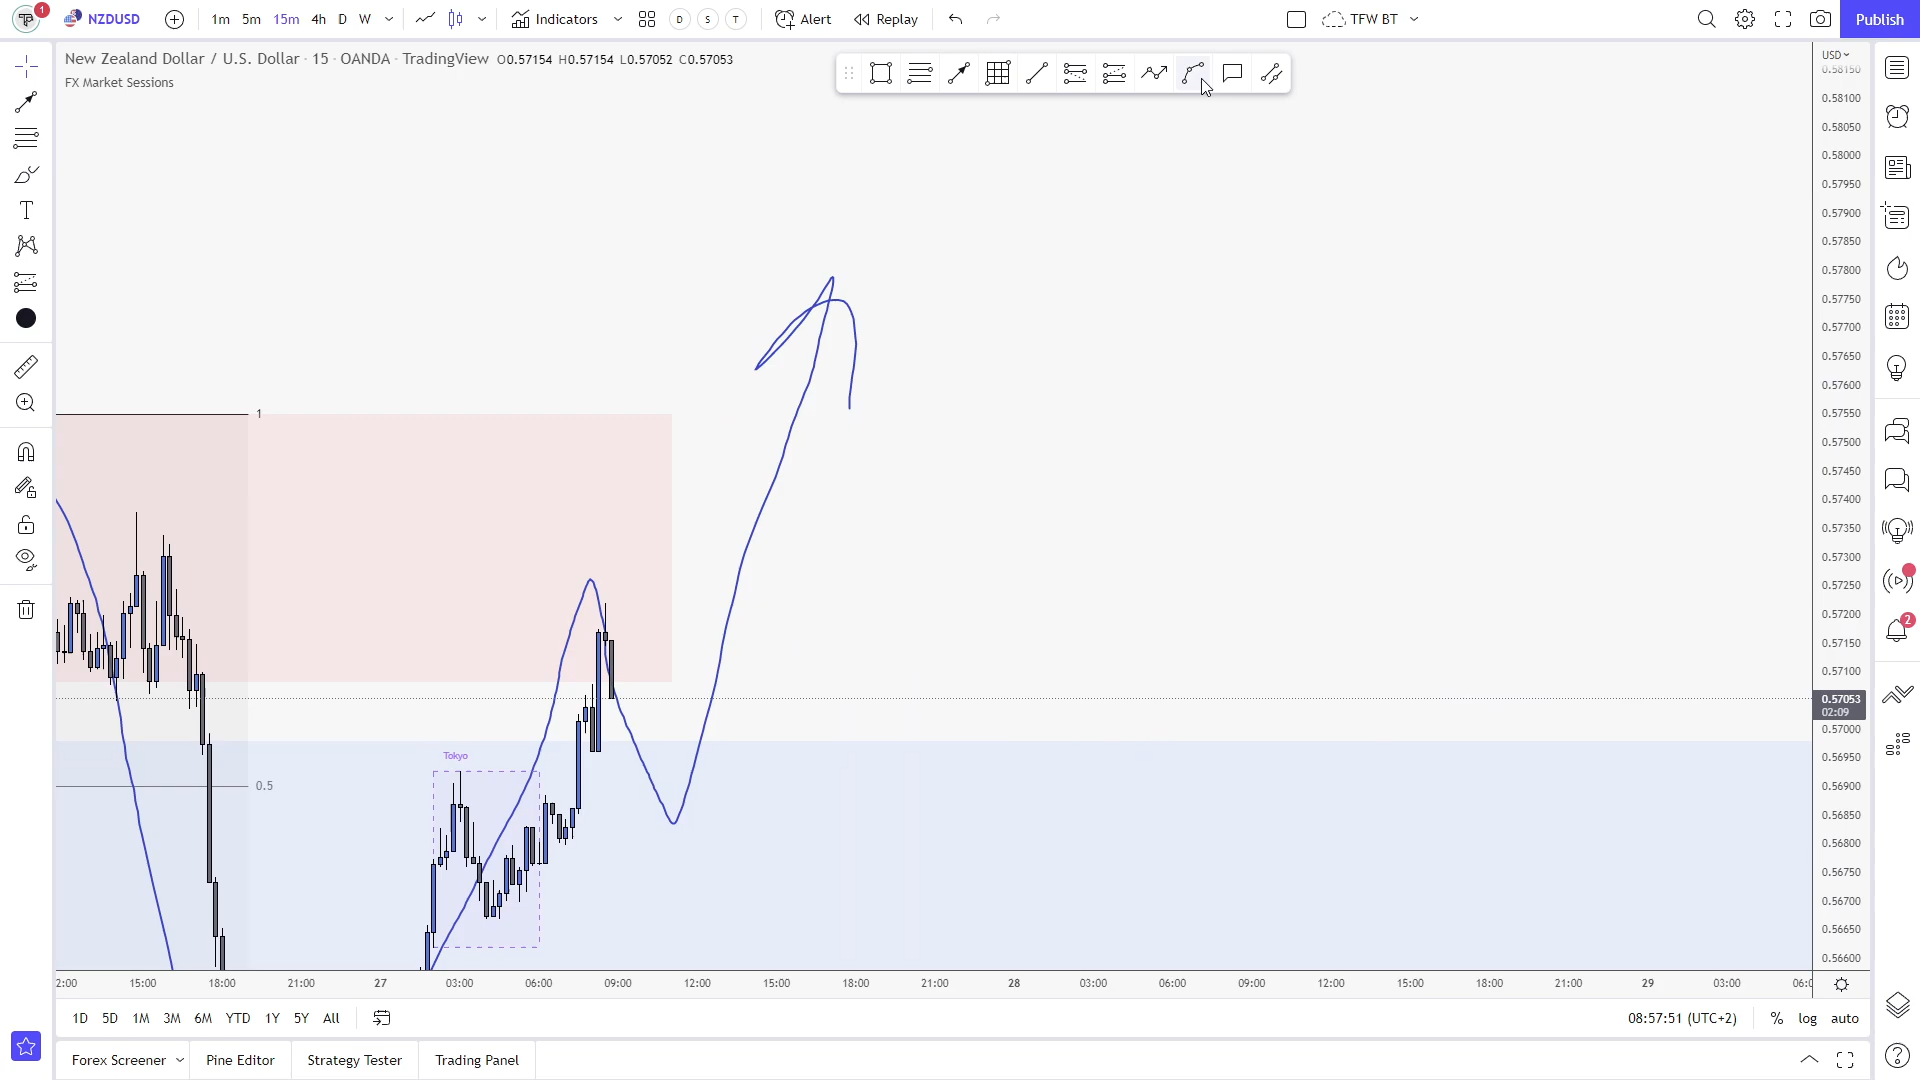 1
NZDUSD
1m 5m 15m 4h D W
Indicators
D S T
Alert
Replay
TFW BT
Publish
New Zealand Dollar / U.S. Dollar · 15 · OANDA · TradingView O0.57154 H0.57154 L0.57052 C0.57053
FX Market Sessions
USD
0.58150
0.58100
0.58050
0.58000
0.57950
0.57900
0.57850
0.57800
0.57750
0.57700
0.57650
0.57600
0.57550
0.57500
0.57450
0.57400
0.57350
0.57300
0.57250
0.57200
0.57150
0.57100
0.57053
02:09
0.57000
0.56950
0.56900
0.56850
0.56800
0.56750
0.56700
0.56650
0.56600
1
0.5
Tokyo
2
2:00 15:00 18:00 21:00 27 03:00 06:00 09:00 12:00 15:00 18:00 21:00 28 03:00 06:00 09:00 12:00 15:00 18:00 21:00 29 03:00 06:0
1D 5D 1M 3M 6M YTD 1Y 5Y All
08:57:51 (UTC+2) % log auto
Forex Screener Pine Editor Strategy Tester Trading Panel